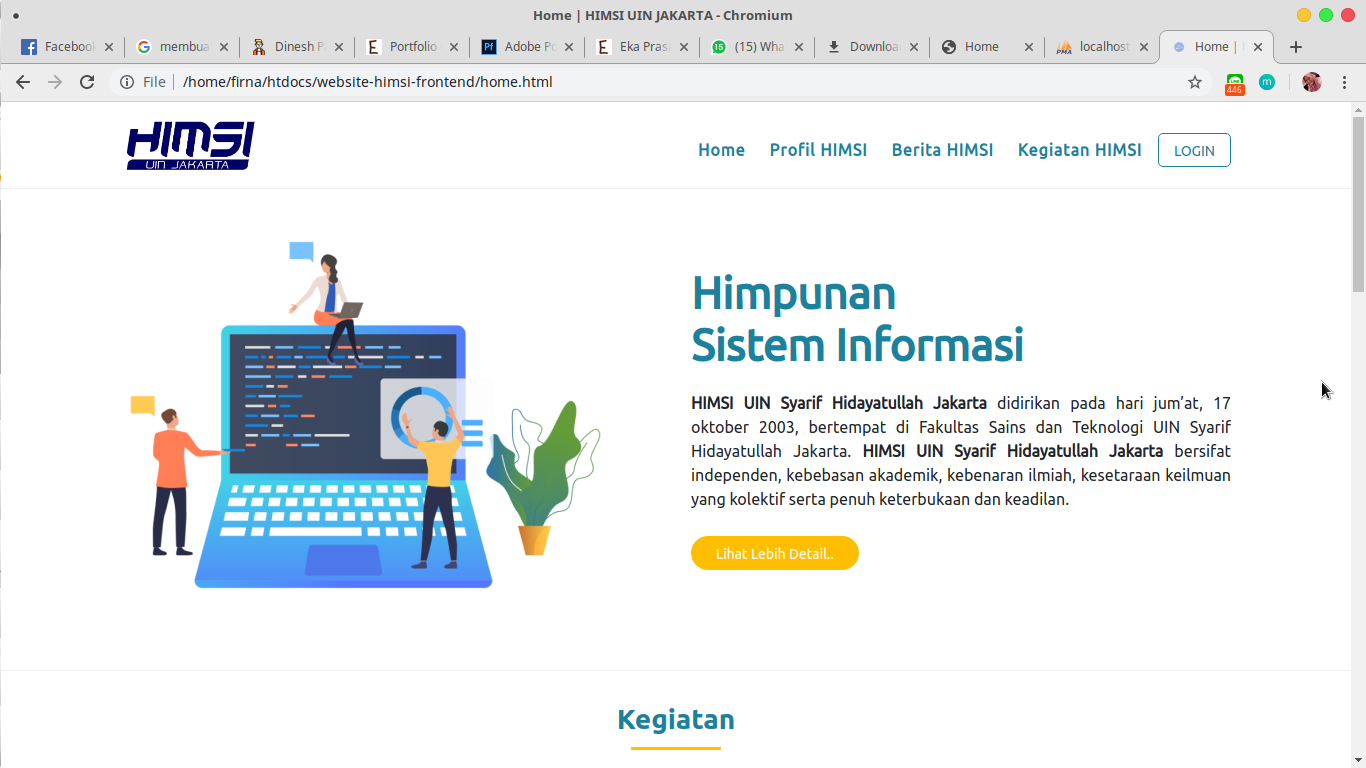 Home | HIMSI UIN JAKARTA - Chromium
Facebook
membua
Dinesh P
Portfolio
Adobe Po
Eka Pras
(15) Wha
Downloa
Home
localhost
Home |
File
/home/firna/htdocs/website-himsi-frontend/home.html
446
m
HIMSI
UIN JAKARTA
Home Profil HIMSI Berita HIMSI Kegiatan HIMSI LOGIN
Himpunan
Sistem Informasi
HIMSI UIN Syarif Hidayatullah Jakarta didirikan pada hari jum’at, 17
oktober 2003, bertempat di Fakultas Sains dan Teknologi UIN Syarif
Hidayatullah Jakarta. HIMSI UIN Syarif Hidayatullah Jakarta bersifat
independen, kebebasan akademik, kebenaran ilmiah, kesetaraan keilmuan
yang kolektif serta penuh keterbukaan dan keadilan.
Lihat Lebih Detail..
Kegiatan